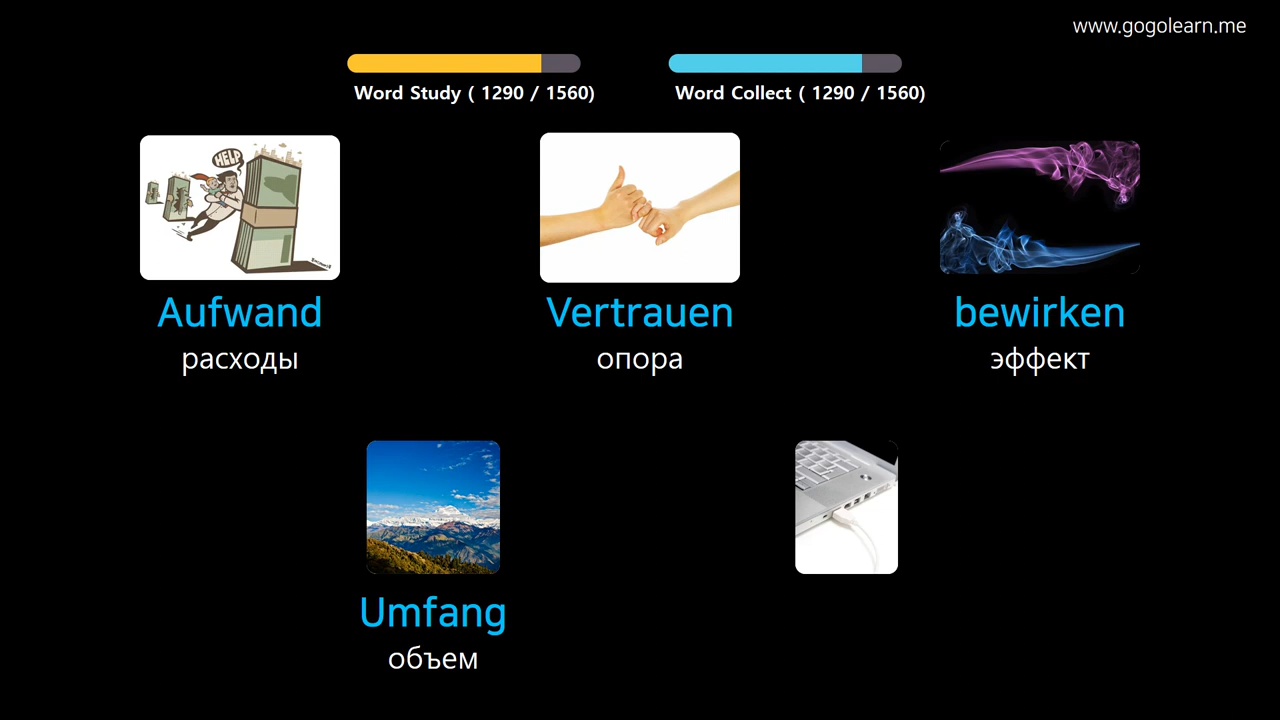 www.gogolearn.me
Word Study ( 1290 / 1560)
Word Collect ( 1290 / 1560)
HELP
Aufwand
расходы
Vertrauen
опора
bewirken
эффект
Umfang
объем